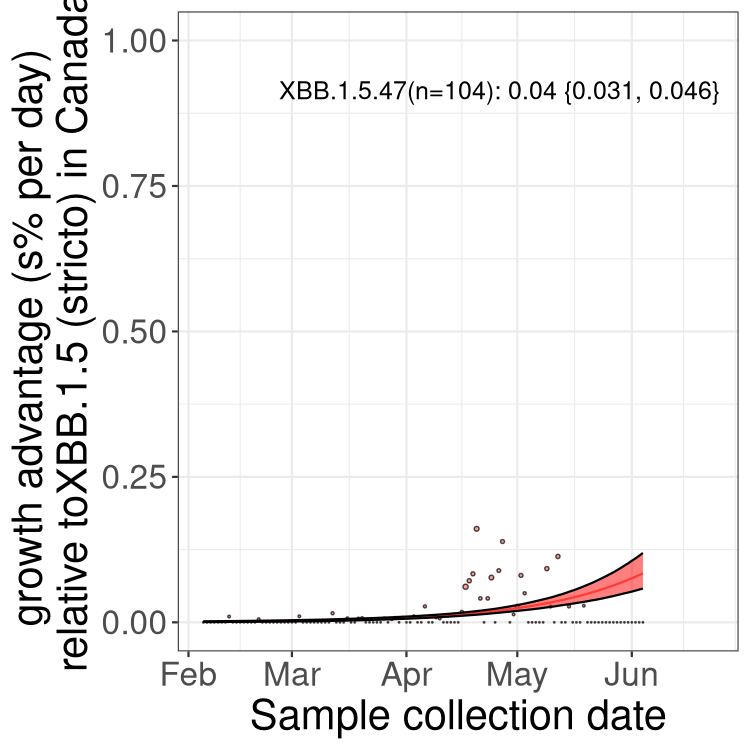 growth advantage (s% per day)
relative toXBB.1.5 (stricto) in Canada
1.00
0.75
0.50
0.25
0.00
XBB.1.5.47(n=104): 0.04 {0.031, 0.046}
Feb Mar Apr May Jun
Sample collection date